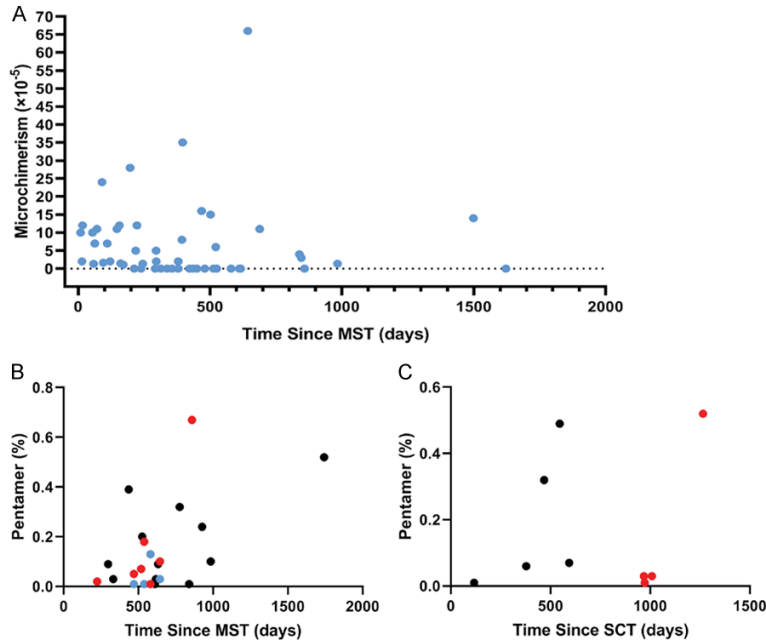 A
70
65
60
55
50
45
40
35
30
25
20
15
10
5
0
Microchimerism (×10⁻⁵)
0 500 1000 1500 2000
Time Since MST (days)
B
0.8
0.6
0.4
0.2
0.0
Pentamer (%)
0 500 1000 1500 2000
Time Since MST (days)
C
0.6
0.4
0.2
0.0
Pentamer (%)
0 500 1000 1500
Time Since SCT (days)